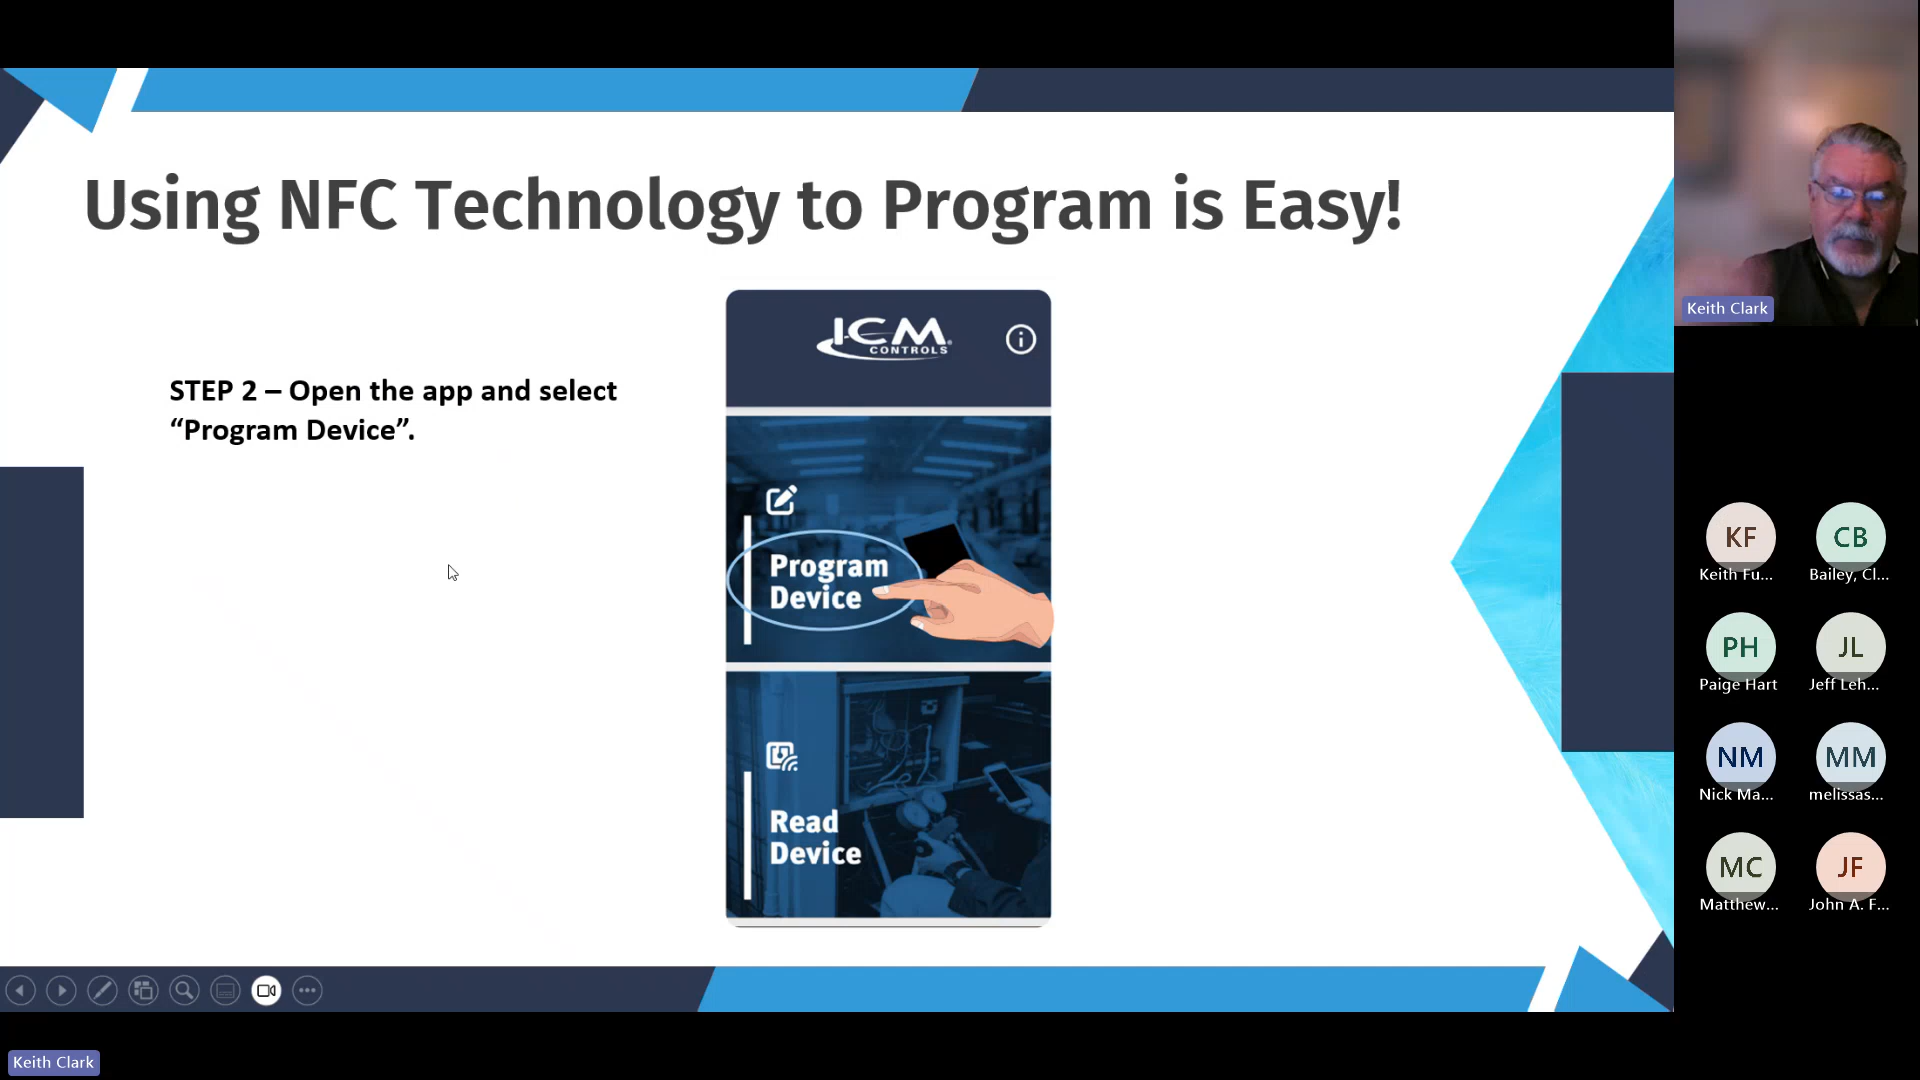 Using NFC Technology to Program is Easy!
STEP 2 – Open the app and select
“Program Device”.
ICM
CONTROLS
Program
Device
Read
Device
Keith Clark
KF
CB
Keith Fu...
Bailey, Cl...
PH
JL
Paige Hart
Jeff Leh...
NM
MM
Nick Ma...
melissas...
MC
JF
Matthew...
John A. F...
Keith Clark